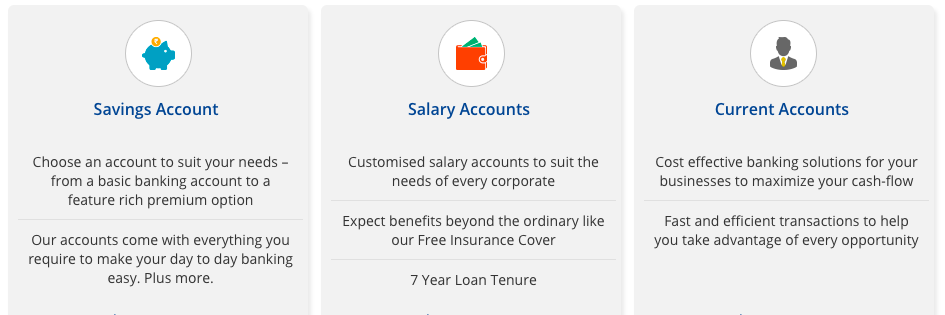 Savings Account
Choose an account to suit your needs –
from a basic banking account to a
feature rich premium option
Our accounts come with everything you
require to make your day to day banking
easy. Plus more.
Salary Accounts
Customised salary accounts to suit the
needs of every corporate
Expect benefits beyond the ordinary like
our Free Insurance Cover
7 Year Loan Tenure
Current Accounts
Cost effective banking solutions for your
businesses to maximize your cash-flow
Fast and efficient transactions to help
you take advantage of every opportunity